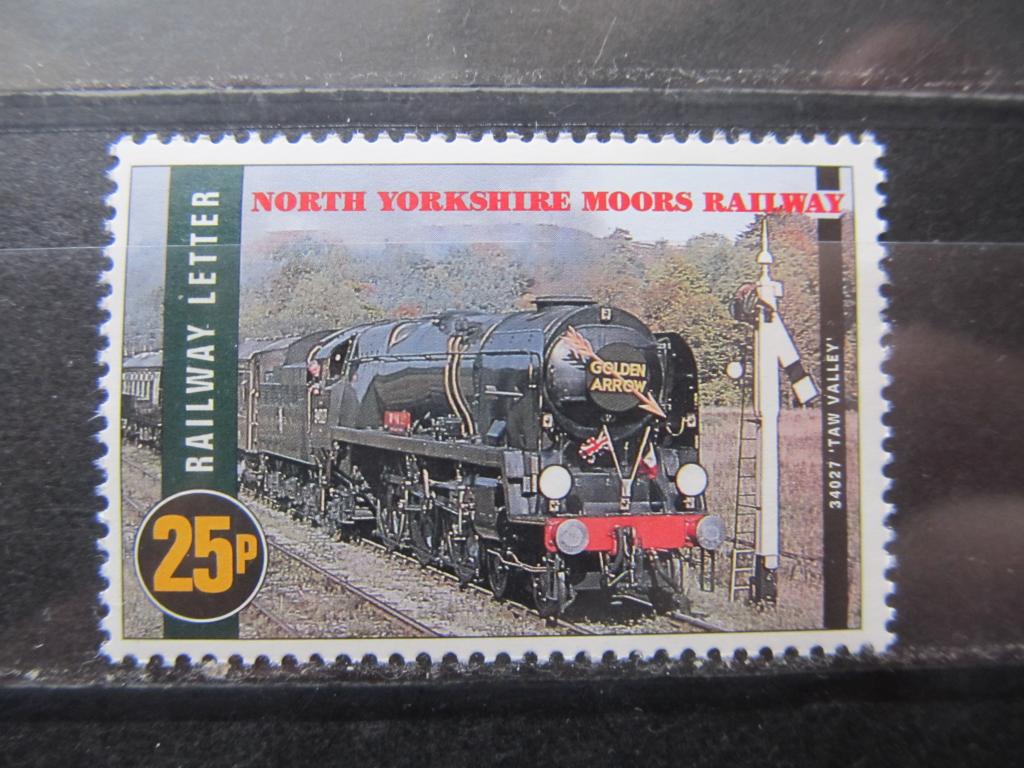 NORTH YORKSHIRE MOORS RAILWAY
RAILWAY LETTER
GOLDEN
ARROW
25P
34027 'TAW VALLEY'